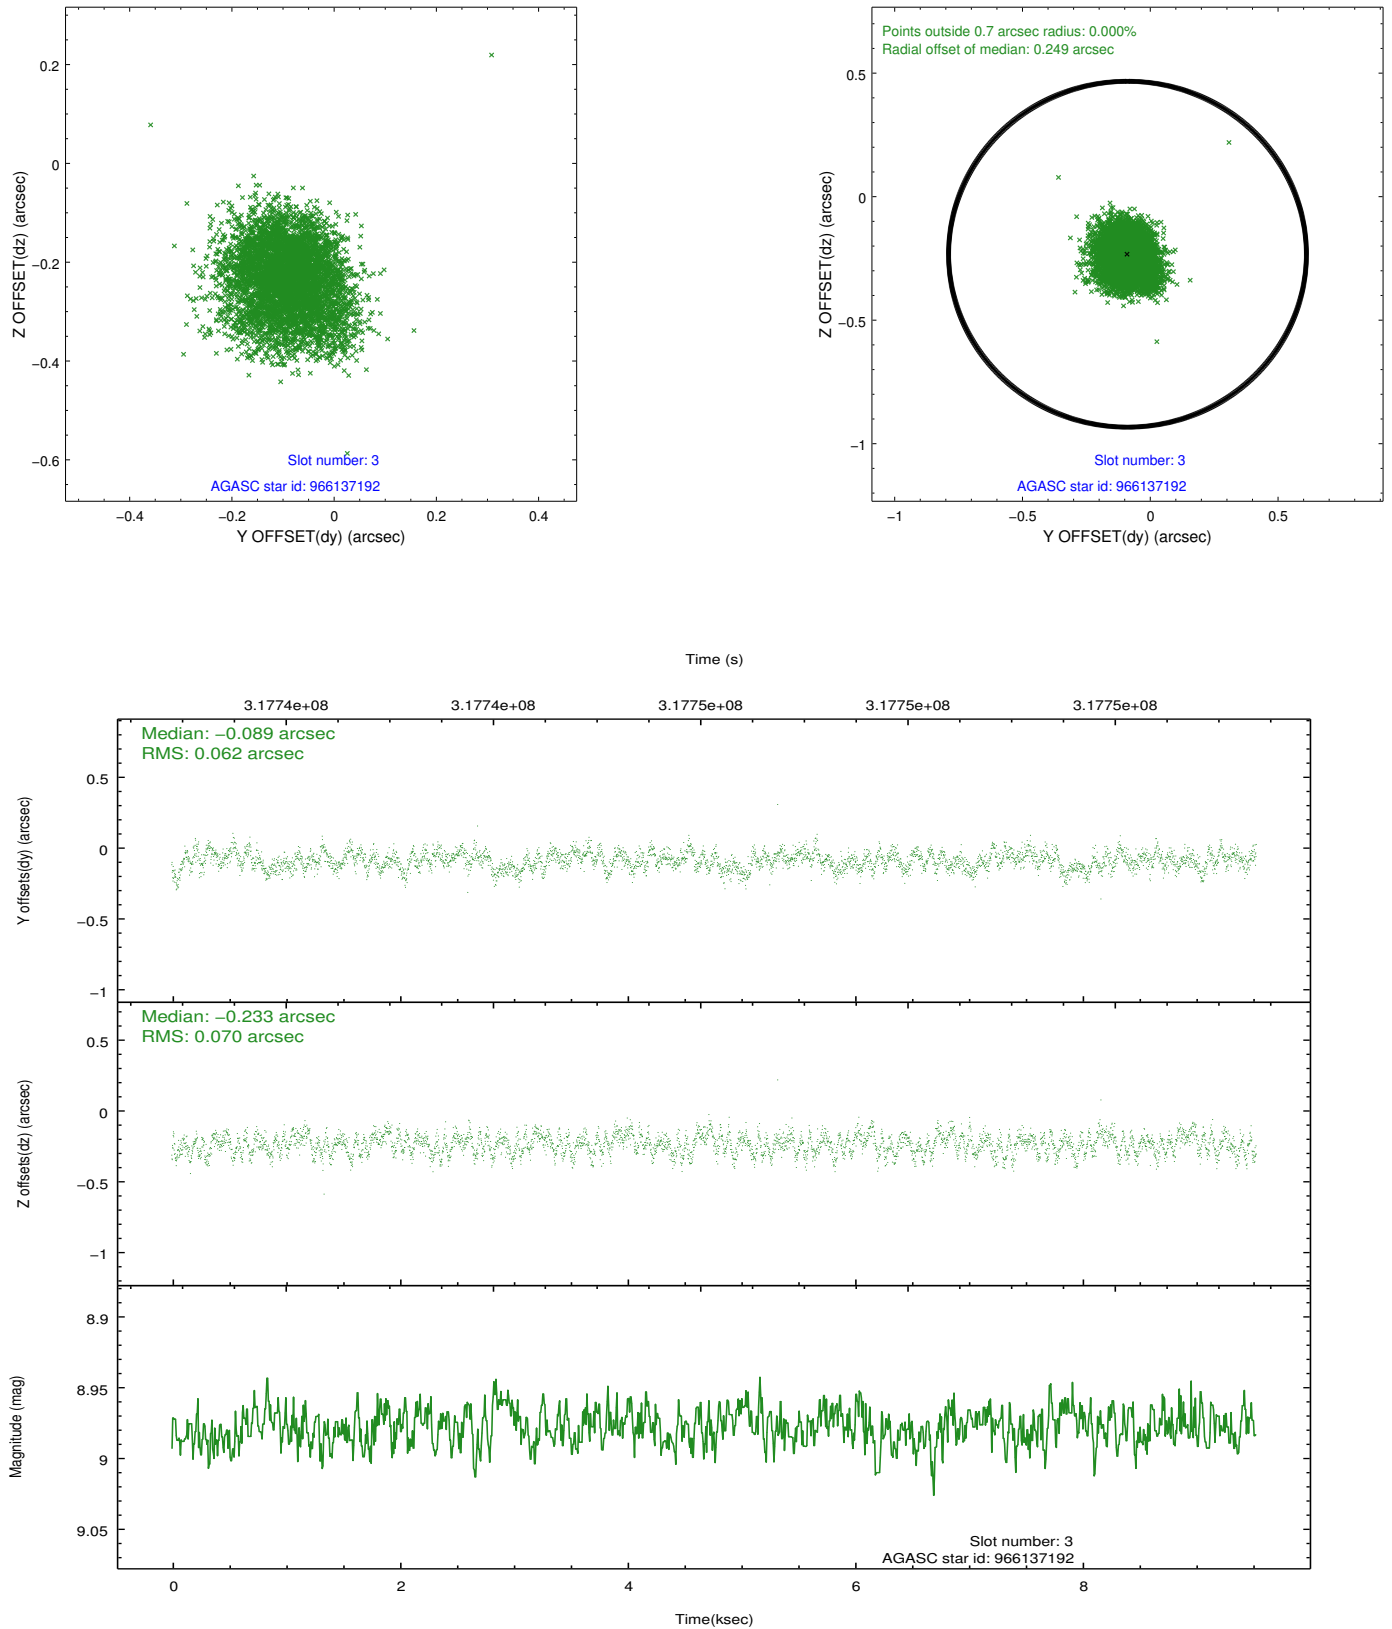 0.2
0
−0.2
−0.4
−0.6
Z OFFSET(dz) (arcsec)
Slot number: 3
AGASC star id: 966137192
−0.4
−0.2
0
0.2
0.4
Y OFFSET(dy) (arcsec)
Points outside 0.7 arcsec radius: 0.000%
Radial offset of median: 0.249 arcsec
0.5
0
−0.5
−1
Z OFFSET(dz) (arcsec)
Slot number: 3
AGASC star id: 966137192
−1
−0.5
0
0.5
Y OFFSET(dy) (arcsec)
Time (s)
3.1774e+08
3.1774e+08
3.1775e+08
3.1775e+08
3.1775e+08
Median: −0.089 arcsec
RMS: 0.062 arcsec
0.5
0
−0.5
−1
Y offsets(dy) (arcsec)
Median: −0.233 arcsec
RMS: 0.070 arcsec
0.5
0
−0.5
−1
Z offsets(dz) (arcsec)
8.9
8.95
9
9.05
Magnitude (mag)
Slot number: 3
AGASC star id: 966137192
0
2
4
6
8
Time(ksec)